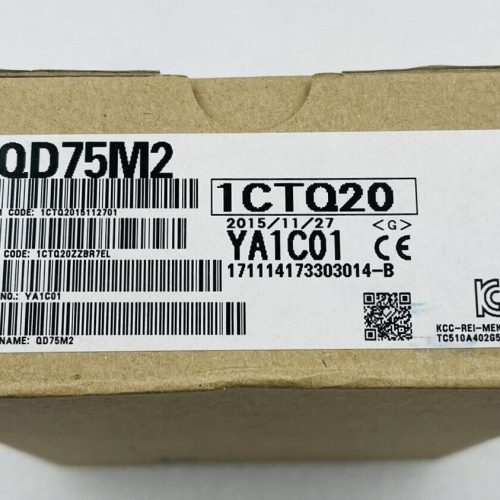 QD75M2
1CTQ20
CODE: 1CTQ2015112701
2015/11/27 <G>
YA1C01 CE
CODE: 1CTQ20ZZBR7EL
171114173303014-B
NO.: YA1C01
KCC-REI-MEK
NAME: QD75M2
TC510A402G5